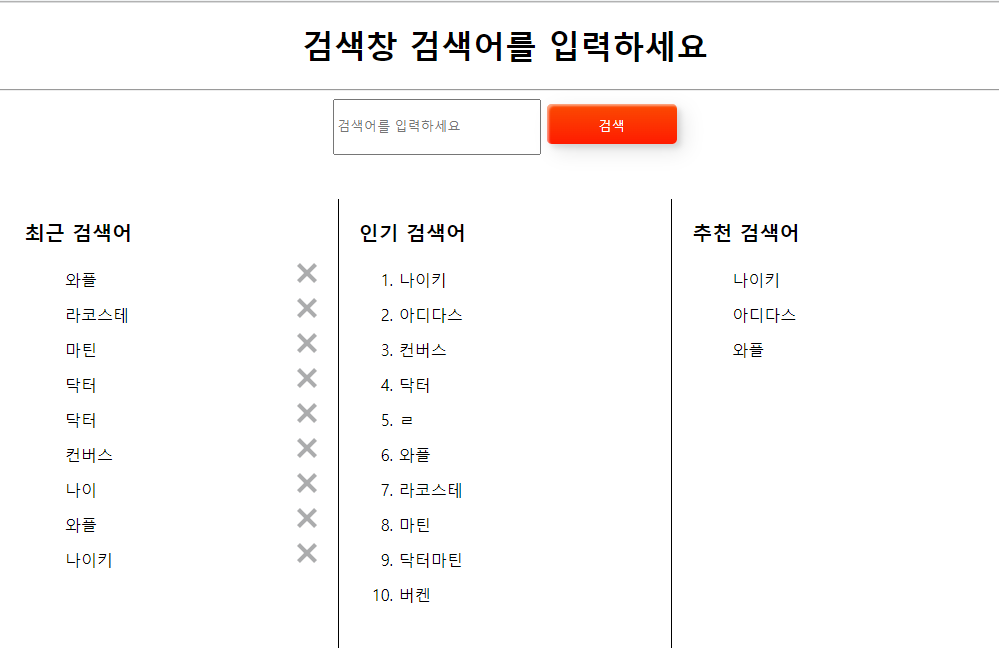 검색창 검색어를 입력하세요
검색어를 입력하세요
검색
최근 검색어
와플
라코스테
마틴
닥터
닥터
컨버스
나이
와플
나이키
인기 검색어
1. 나이키
2. 아디다스
3. 컨버스
4. 닥터
5. ㄹ
6. 와플
7. 라코스테
8. 마틴
9. 닥터마틴
10. 버켄
추천 검색어
나이키
아디다스
와플